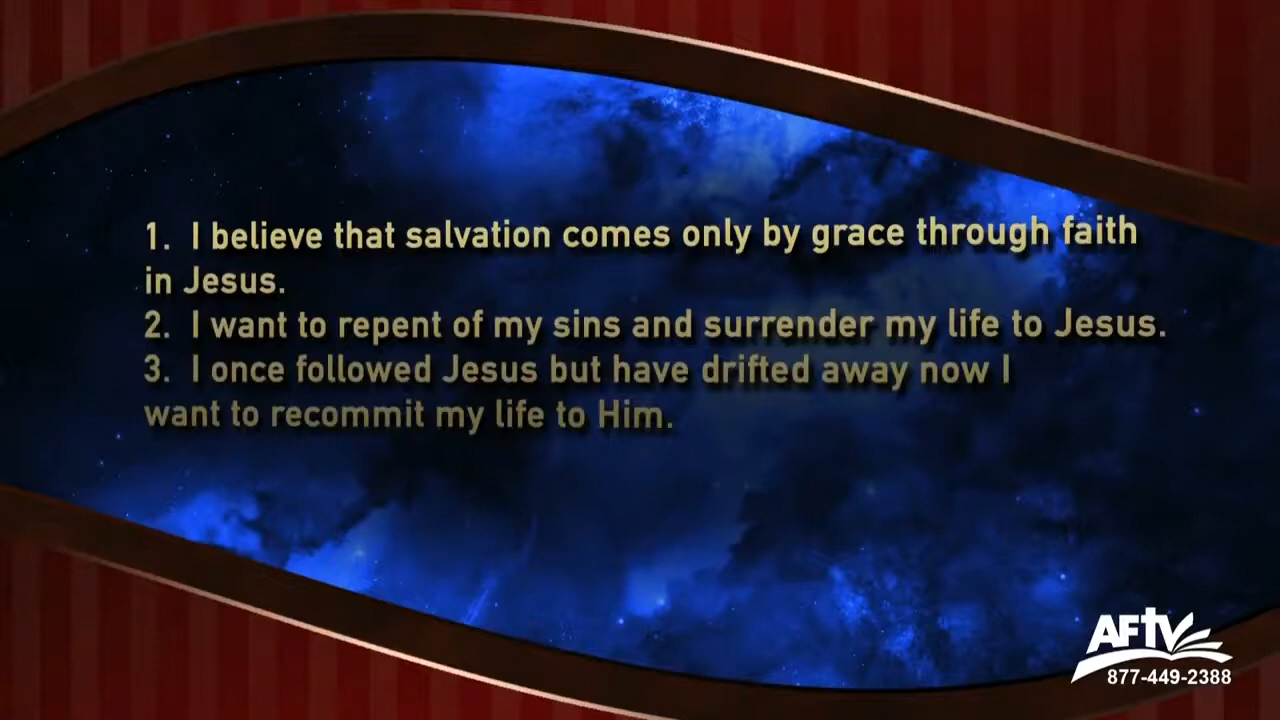 1. I believe that salvation comes only by grace through faith
in Jesus.
2. I want to repent of my sins and surrender my life to Jesus.
3. I once followed Jesus but have drifted away now I
want to recommit my life to Him.
AFTV
877-449-2388